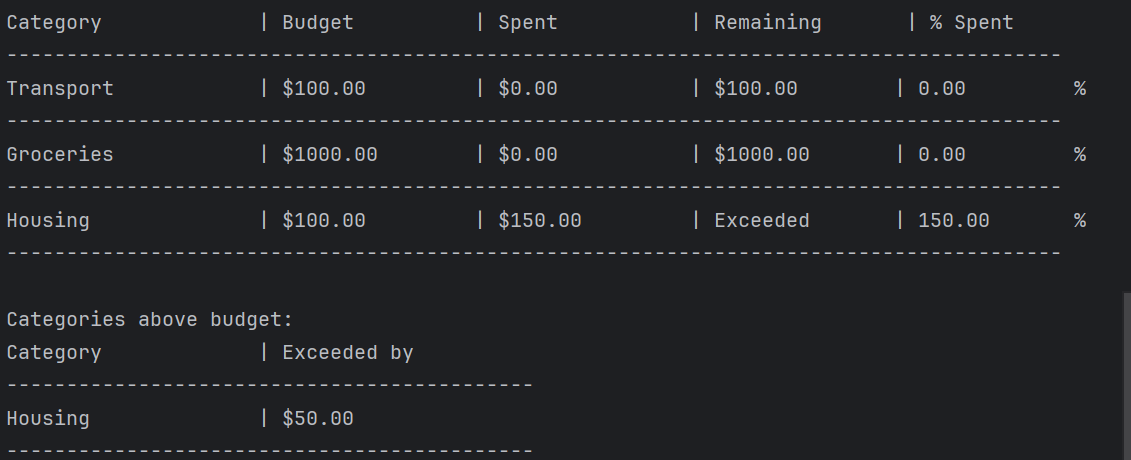 Category             | Budget          | Spent           | Remaining       | % Spent
----------------------------------------------------------------------------------------
Transport            | $100.00         | $0.00           | $100.00        | 0.00         %
----------------------------------------------------------------------------------------
Groceries            | $1000.00        | $0.00           | $1000.00       | 0.00         %
----------------------------------------------------------------------------------------
Housing              | $100.00         | $150.00         | Exceeded       | 150.00       %
----------------------------------------------------------------------------------------
Categories above budget:
Category             | Exceeded by
--------------------------------------------
Housing              | $50.00
--------------------------------------------